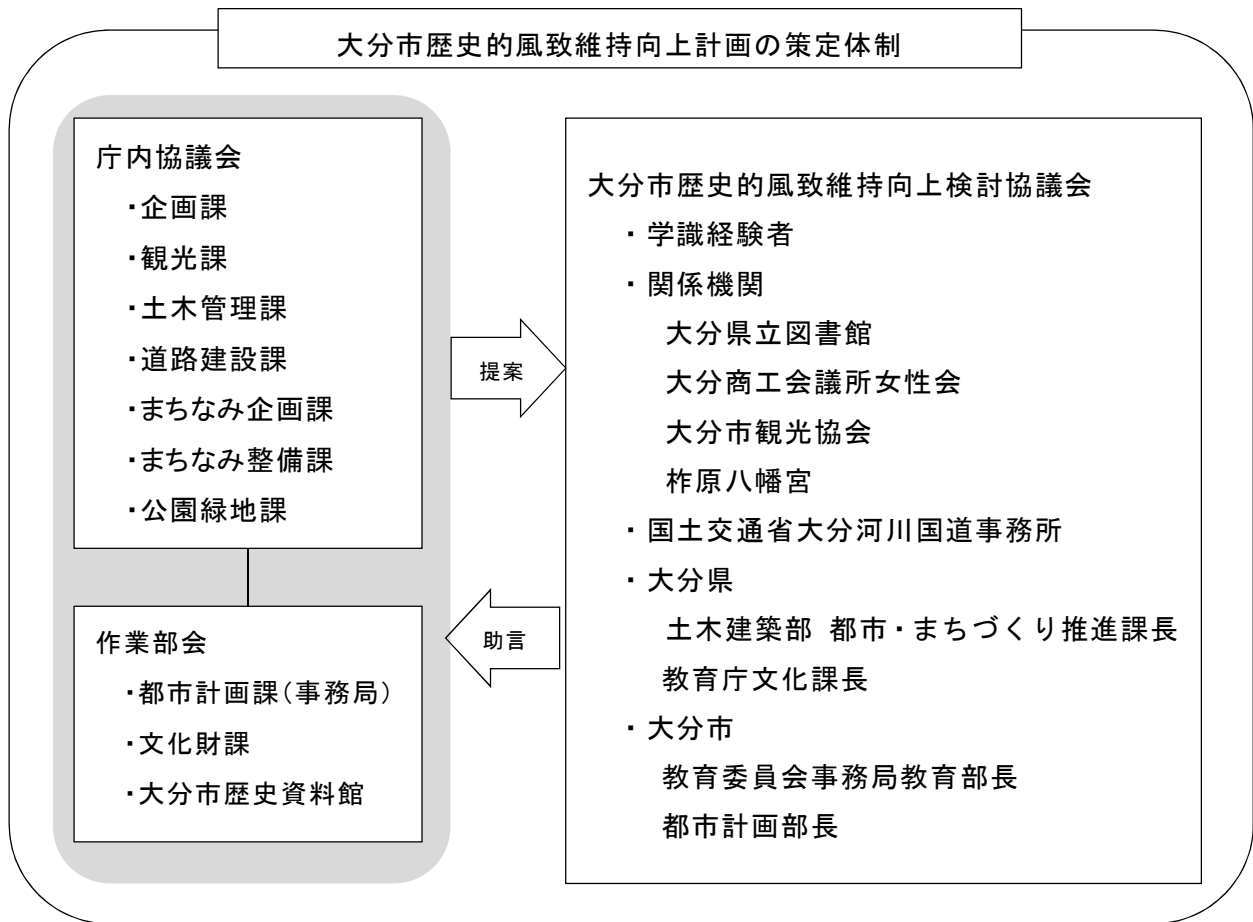 大分市歴史的風致維持向上計画の策定体制
庁内協議会
・企画課
・観光課
・土木管理課
・道路建設課
・まちなみ企画課
・まちなみ整備課
・公園緑地課
作業部会
・都市計画課（事務局）
・文化財課
・大分市歴史資料館
提案
助言
大分市歴史的風致維持向上検討協議会
・学識経験者
・関係機関
大分県立図書館
大分商工会議所女性会
大分市観光協会
柞原八幡宮
・国土交通省大分河川国道事務所
・大分県
土木建築部 都市・まちづくり推進課長
教育庁文化課長
・大分市
教育委員会事務局教育部長
都市計画部長